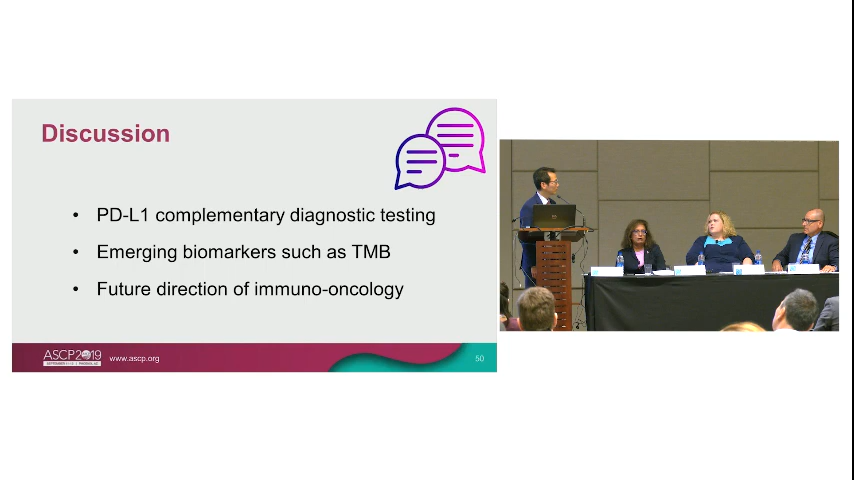 Discussion
• PD-L1 complementary diagnostic testing
• Emerging biomarkers such as TMB
• Future direction of immuno-oncology
ASCP2019
www.ascp.org
50